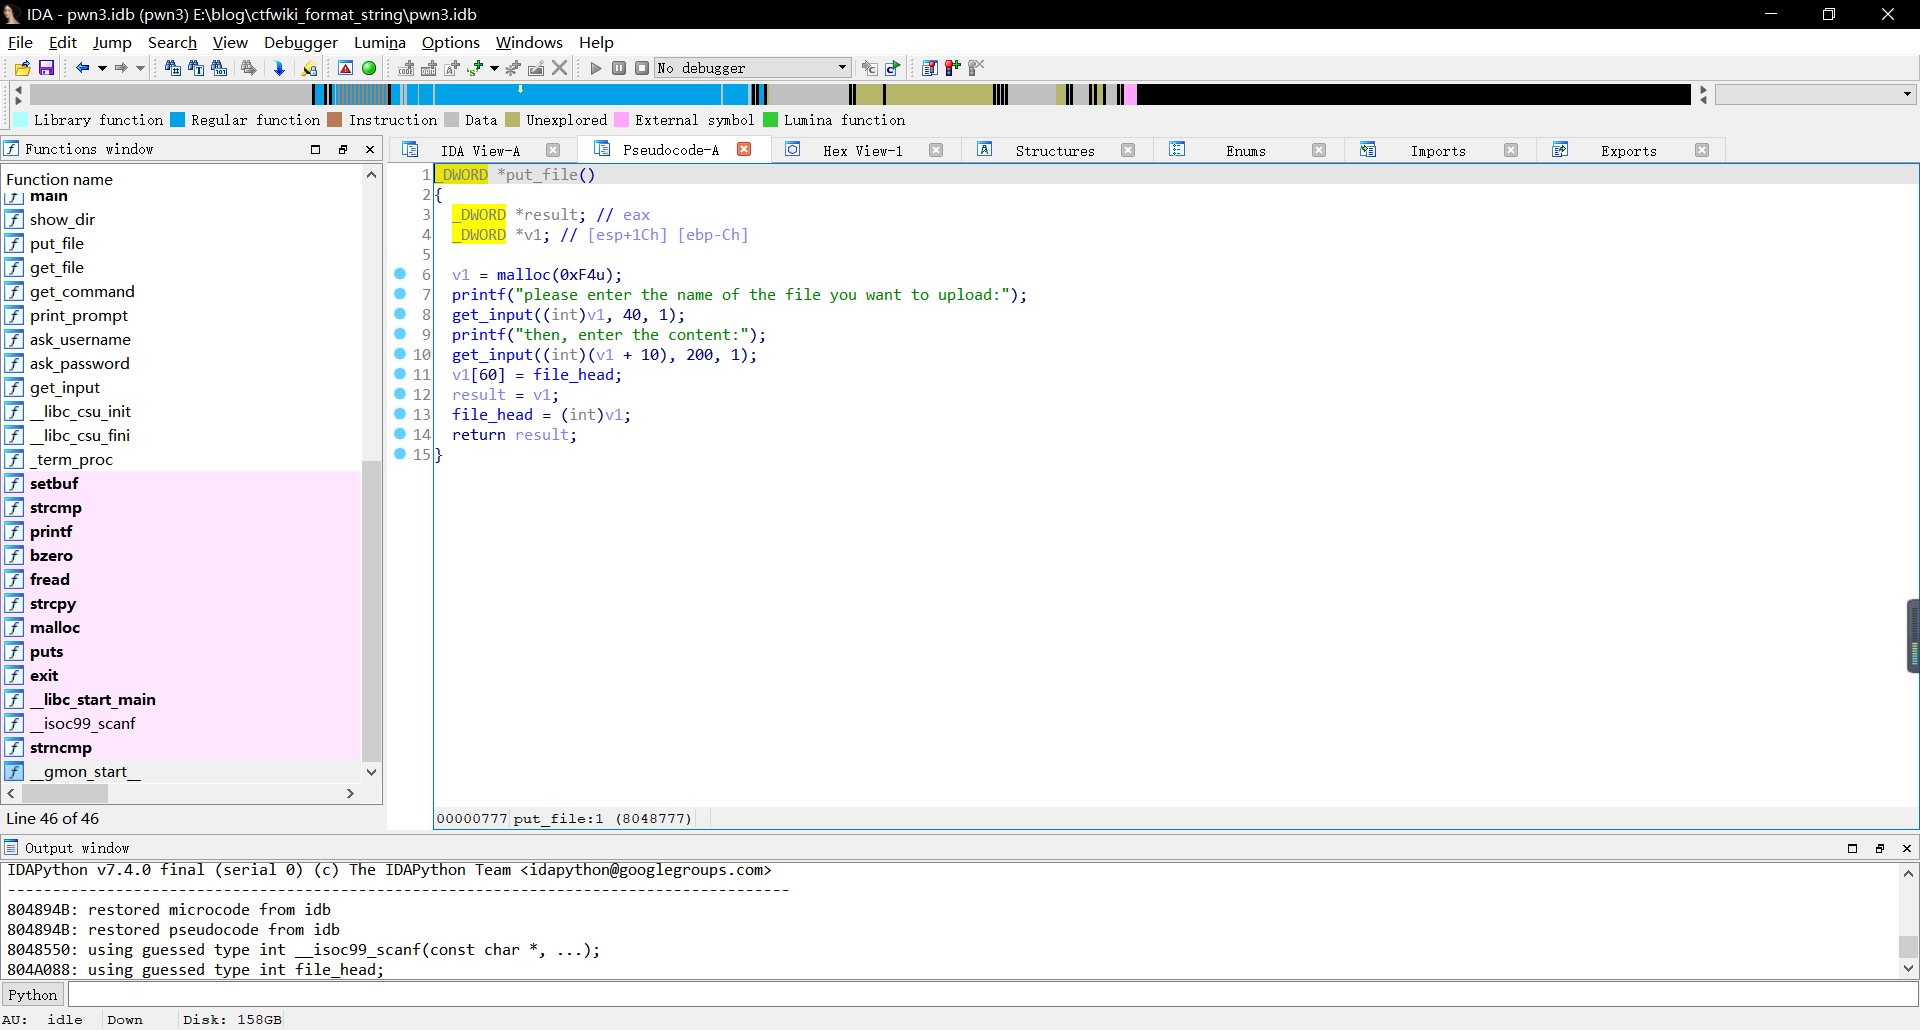 IDA - pwn3.idb (pwn3) E:\blog\ctfwiki_format_string\pwn3.idb
File Edit Jump Search View Debugger Lumina Options Windows Help
No debugger
Library function Regular function Instruction Data Unexplored External symbol Lumina function
Functions window
IDA View-A Pseudocode-A Hex View-1 Structures Enums Imports Exports
Function name
main
show_dir
put_file
get_file
get_command
print_prompt
ask_username
ask_password
get_input
__libc_csu_init
__libc_csu_fini
_term_proc
setbuf
strcmp
printf
bzero
fread
strcpy
malloc
puts
exit
__libc_start_main
__isoc99_scanf
strncmp
__gmon_start__
Line 46 of 46
1 _DWORD *put_file()
2 {
3 _DWORD *result; // eax
4 _DWORD *v1; // [esp+1Ch] [ebp-Ch]
5
6 v1 = malloc(0xF4u);
7 printf("please enter the name of the file you want to upload:");
8 get_input((int)v1, 40, 1);
9 printf("then, enter the content:");
10 get_input((int)(v1 + 10), 200, 1);
11 v1[60] = file_head;
12 result = v1;
13 file_head = (int)v1;
14 return result;
15 }
00000777 put_file:1 (8048777)
Output window
IDAPython v7.4.0 final (serial 0) (c) The IDAPython Team <idapython@googlegroups.com>
---------------------------------------------------------------------------------------
804894B: restored microcode from idb
804894B: restored pseudocode from idb
8048550: using guessed type int __isoc99_scanf(const char *, ...);
804A088: using guessed type int file_head;
Python
AU: idle Down Disk: 158GB